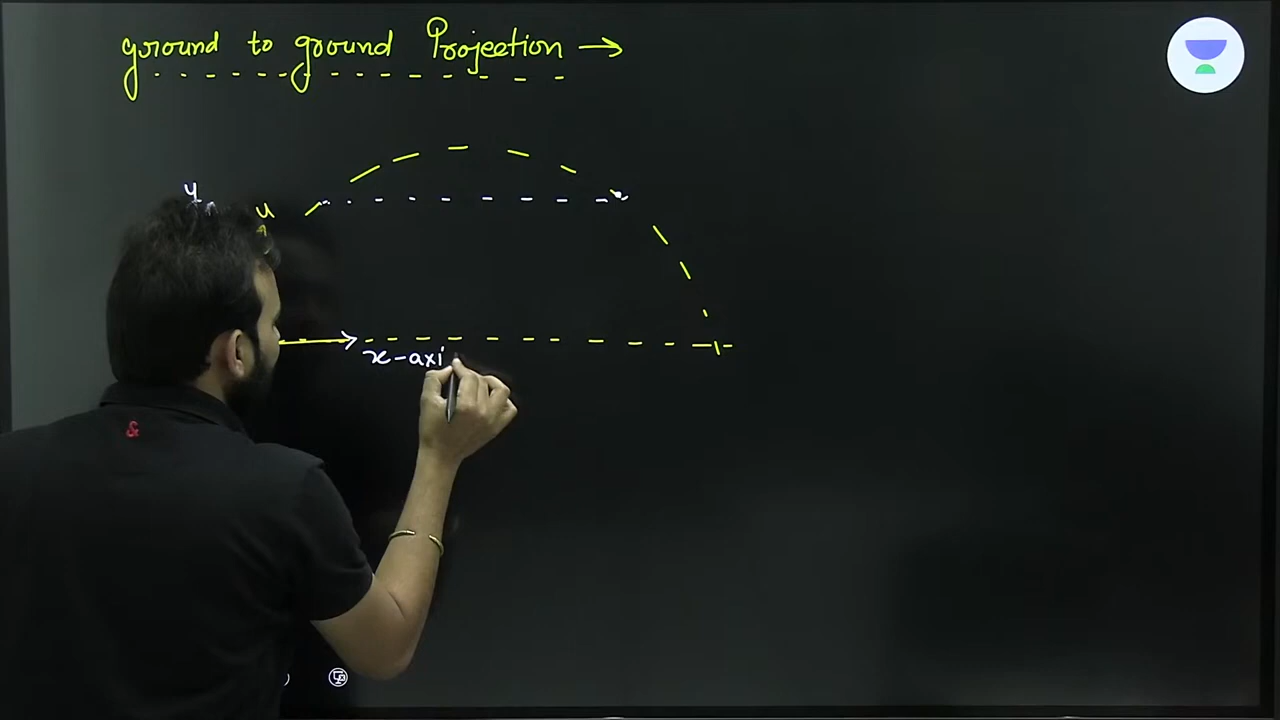 ground to ground Projection →
y
u
x-axi
&